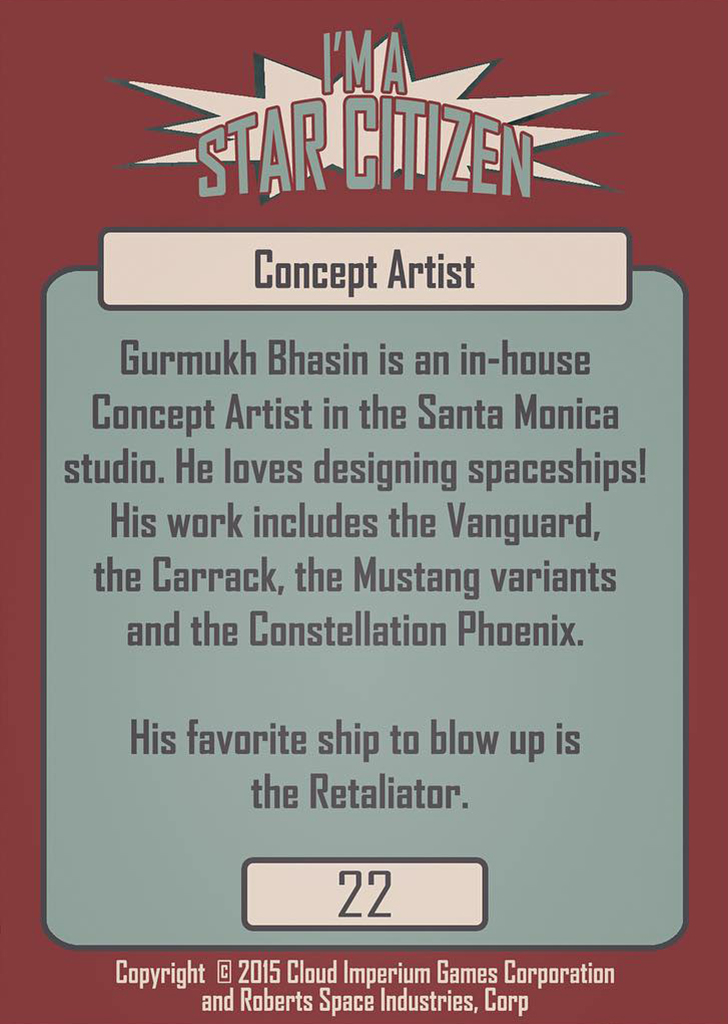 I'M A
STAR CITIZEN
Concept Artist
Gurmukh Bhasin is an in-house
Concept Artist in the Santa Monica
studio. He loves designing spaceships!
His work includes the Vanguard,
the Carrack, the Mustang variants
and the Constellation Phoenix.
His favorite ship to blow up is
the Retaliator.
22
Copyright © 2015 Cloud Imperium Games Corporation
and Roberts Space Industries, Corp